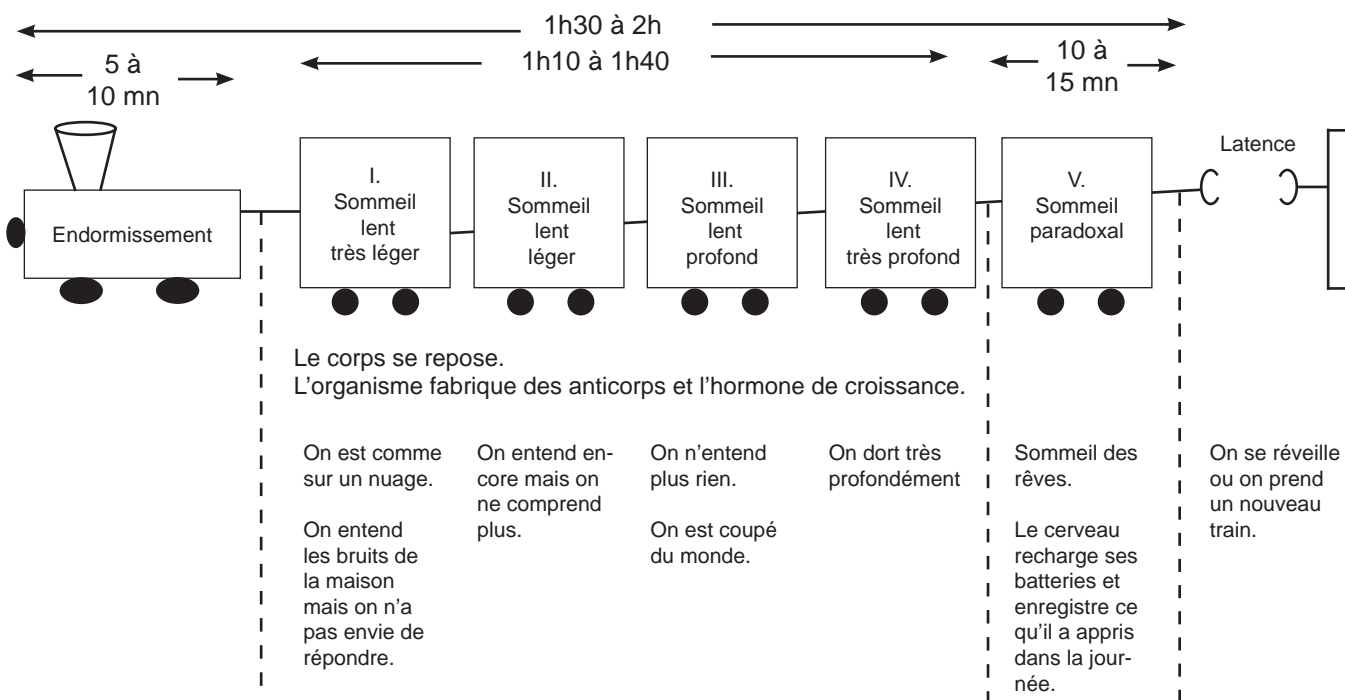 1h30 à 2h
5 à
10 mn
1h10 à 1h40
10 à
15 mn
Endormissement
I.
Sommeil
lent
très léger
II.
Sommeil
lent
léger
III.
Sommeil
lent
profond
IV.
Sommeil
lent
très profond
V.
Sommeil
paradoxal
Latence
Le corps se repose.
L'organisme fabrique des anticorps et l'hormone de croissance.
On est comme
sur un nuage.
On entend
les bruits de
la maison
mais on n'a
pas envie de
répondre.
On entend en-
core mais on
ne comprend
plus.
On n'entend
plus rien.
On est coupé
du monde.
On dort très
profondément
Sommeil des
rêves.
Le cerveau
recharge ses
batteries et
enregistre ce
qu'il a appris
dans la jour-
née.
On se réveille
ou on prend
un nouveau
train.